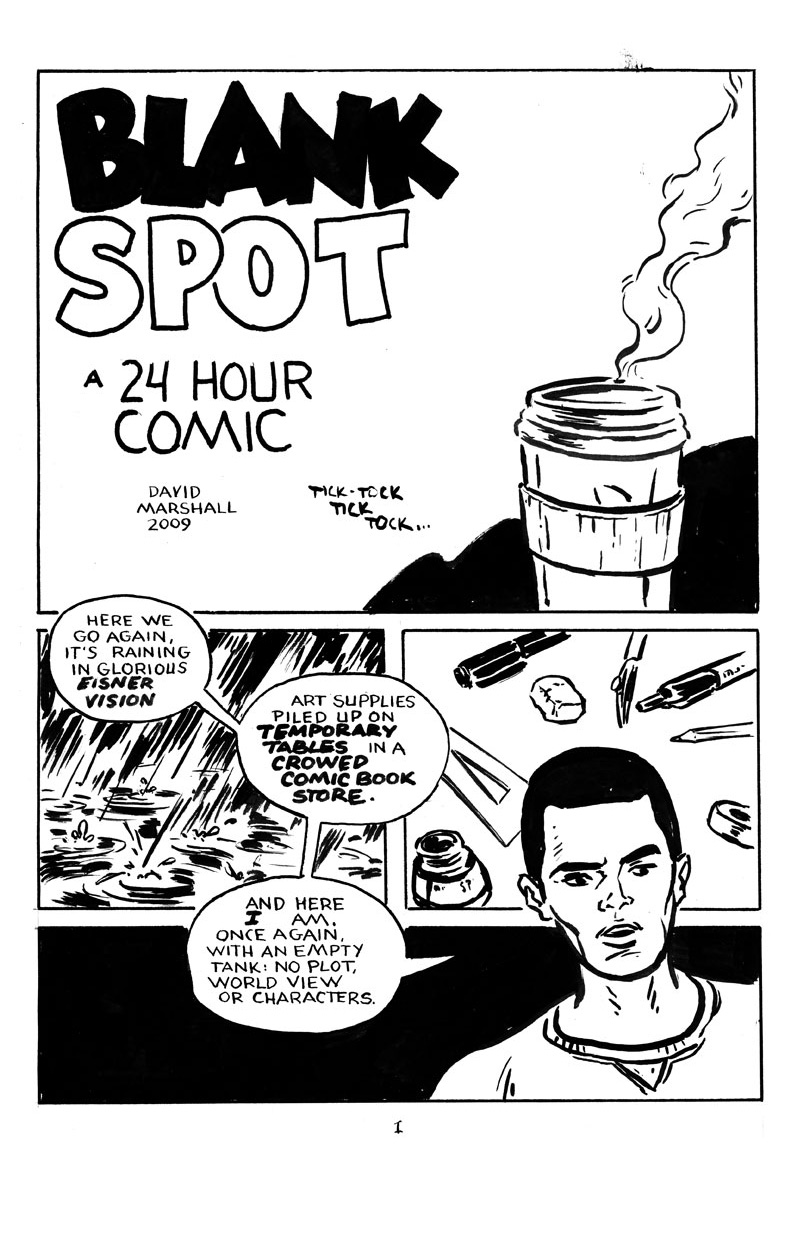 BLANK
SPOT
A 24 HOUR
COMIC
DAVID
MARSHALL
2009
TICK-TOCK
TICK
TOCK...
HERE WE
GO AGAIN,
IT'S RAINING
IN GLORIOUS
EISNER
VISION
ART SUPPLIES
PILED UP ON
TEMPORARY
TABLES IN A
CROWED
COMIC BOOK
STORE.
AND HERE
I AM.
ONCE AGAIN,
WITH AN EMPTY
TANK: NO PLOT,
WORLD VIEW
OR CHARACTERS.
1